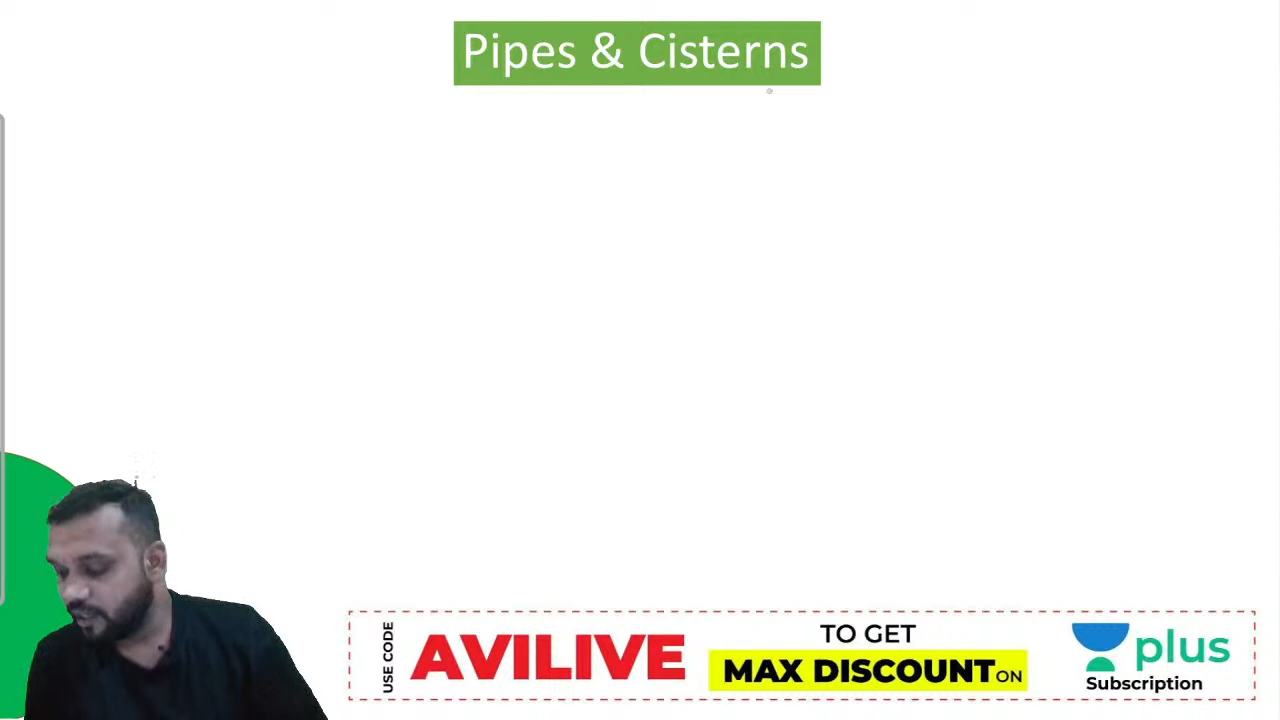 Pipes & Cisterns
USE CODE
AVILIVE
TO GET
MAX DISCOUNT ON
plus
Subscription